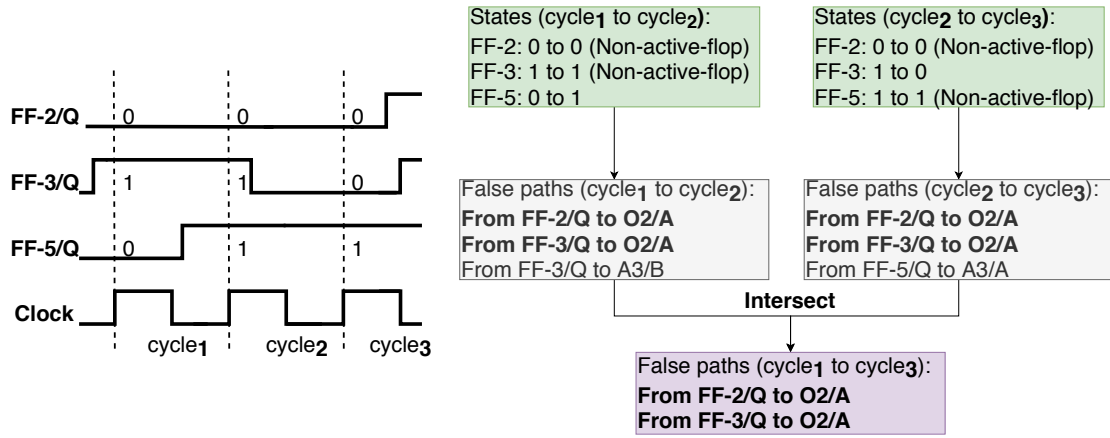 FF-2/Q 0 0 0
FF-3/Q 1 1 0
FF-5/Q 0 1 1
Clock
cycle1 cycle2 cycle3
States (cycle1 to cycle2):
FF-2: 0 to 0 (Non-active-flop)
FF-3: 1 to 1 (Non-active-flop)
FF-5: 0 to 1
States (cycle2 to cycle3):
FF-2: 0 to 0 (Non-active-flop)
FF-3: 1 to 0
FF-5: 1 to 1 (Non-active-flop)
False paths (cycle1 to cycle2):
From FF-2/Q to O2/A
From FF-3/Q to O2/A
From FF-3/Q to A3/B
False paths (cycle2 to cycle3):
From FF-2/Q to O2/A
From FF-3/Q to O2/A
From FF-5/Q to A3/A
Intersect
False paths (cycle1 to cycle3):
From FF-2/Q to O2/A
From FF-3/Q to O2/A